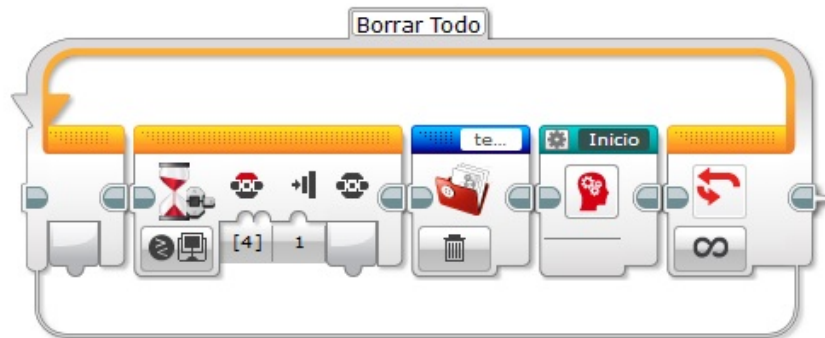 Borrar Todo
te...
Inicio
[4]
1
∞